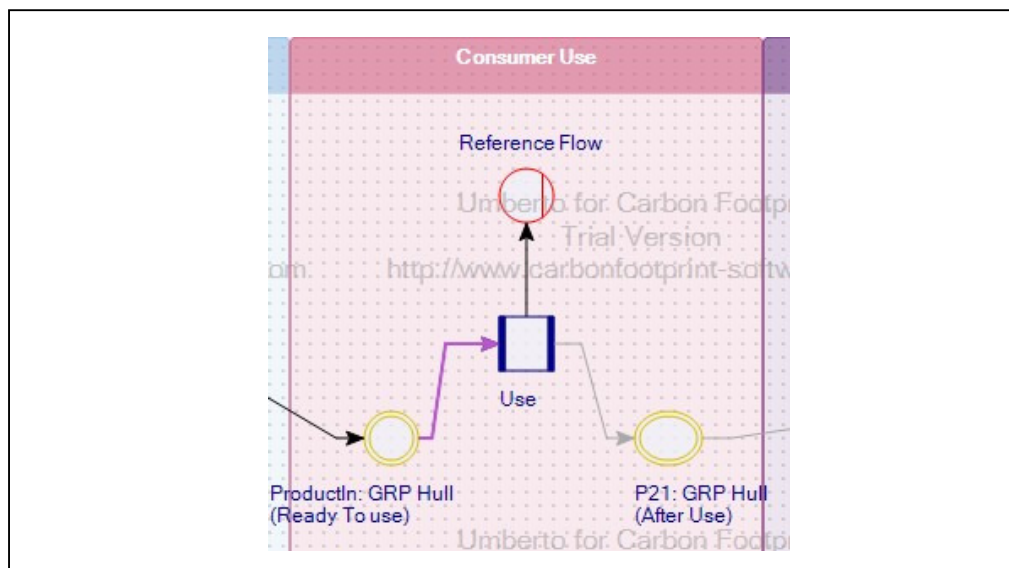 Consumer Use
Reference Flow
Umberto for Carbon Footp
Trial Version
om
http://www.carbonfootprint-softw
Use
ProductIn: GRP Hull
(Ready To use)
P21: GRP Hull
(After Use)
Umberto for Carbon Footp